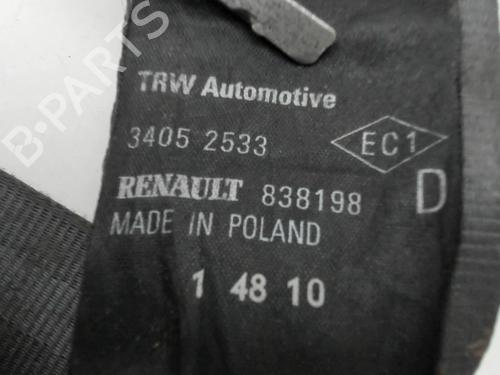 TRW Automotive
3405 2533 EC1
RENAULT 838198 D
MADE IN POLAND
1 48 10
B-PARTS